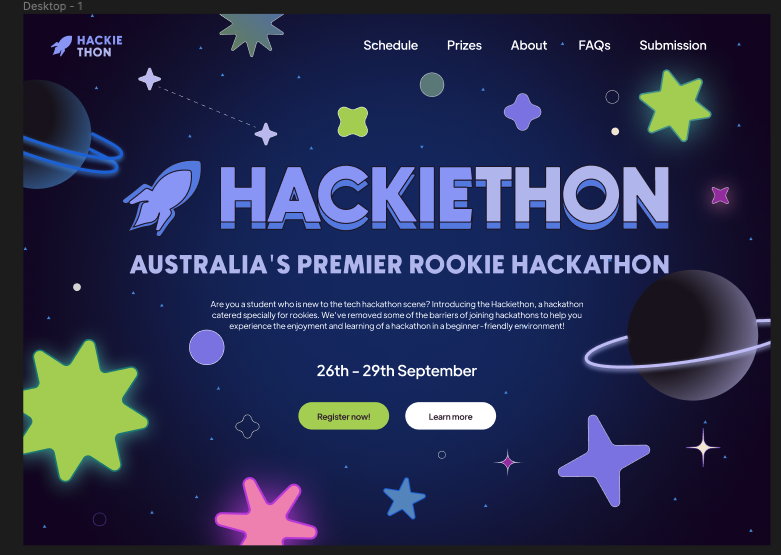 Desktop - 1
HACKIE
THON
Schedule Prizes About FAQs Submission
HACKIETHON
AUSTRALIA'S PREMIER ROOKIE HACKATHON
Are you a student who is new to the tech hackathon scene? Introducing the Hackiethon, a hackathon
catered specially for rookies. We've removed some of the barriers of joining hackathons to help you
experience the enjoyment and learning of a hackathon in a beginner-friendly environment!
26th - 29th September
Register now! Learn more